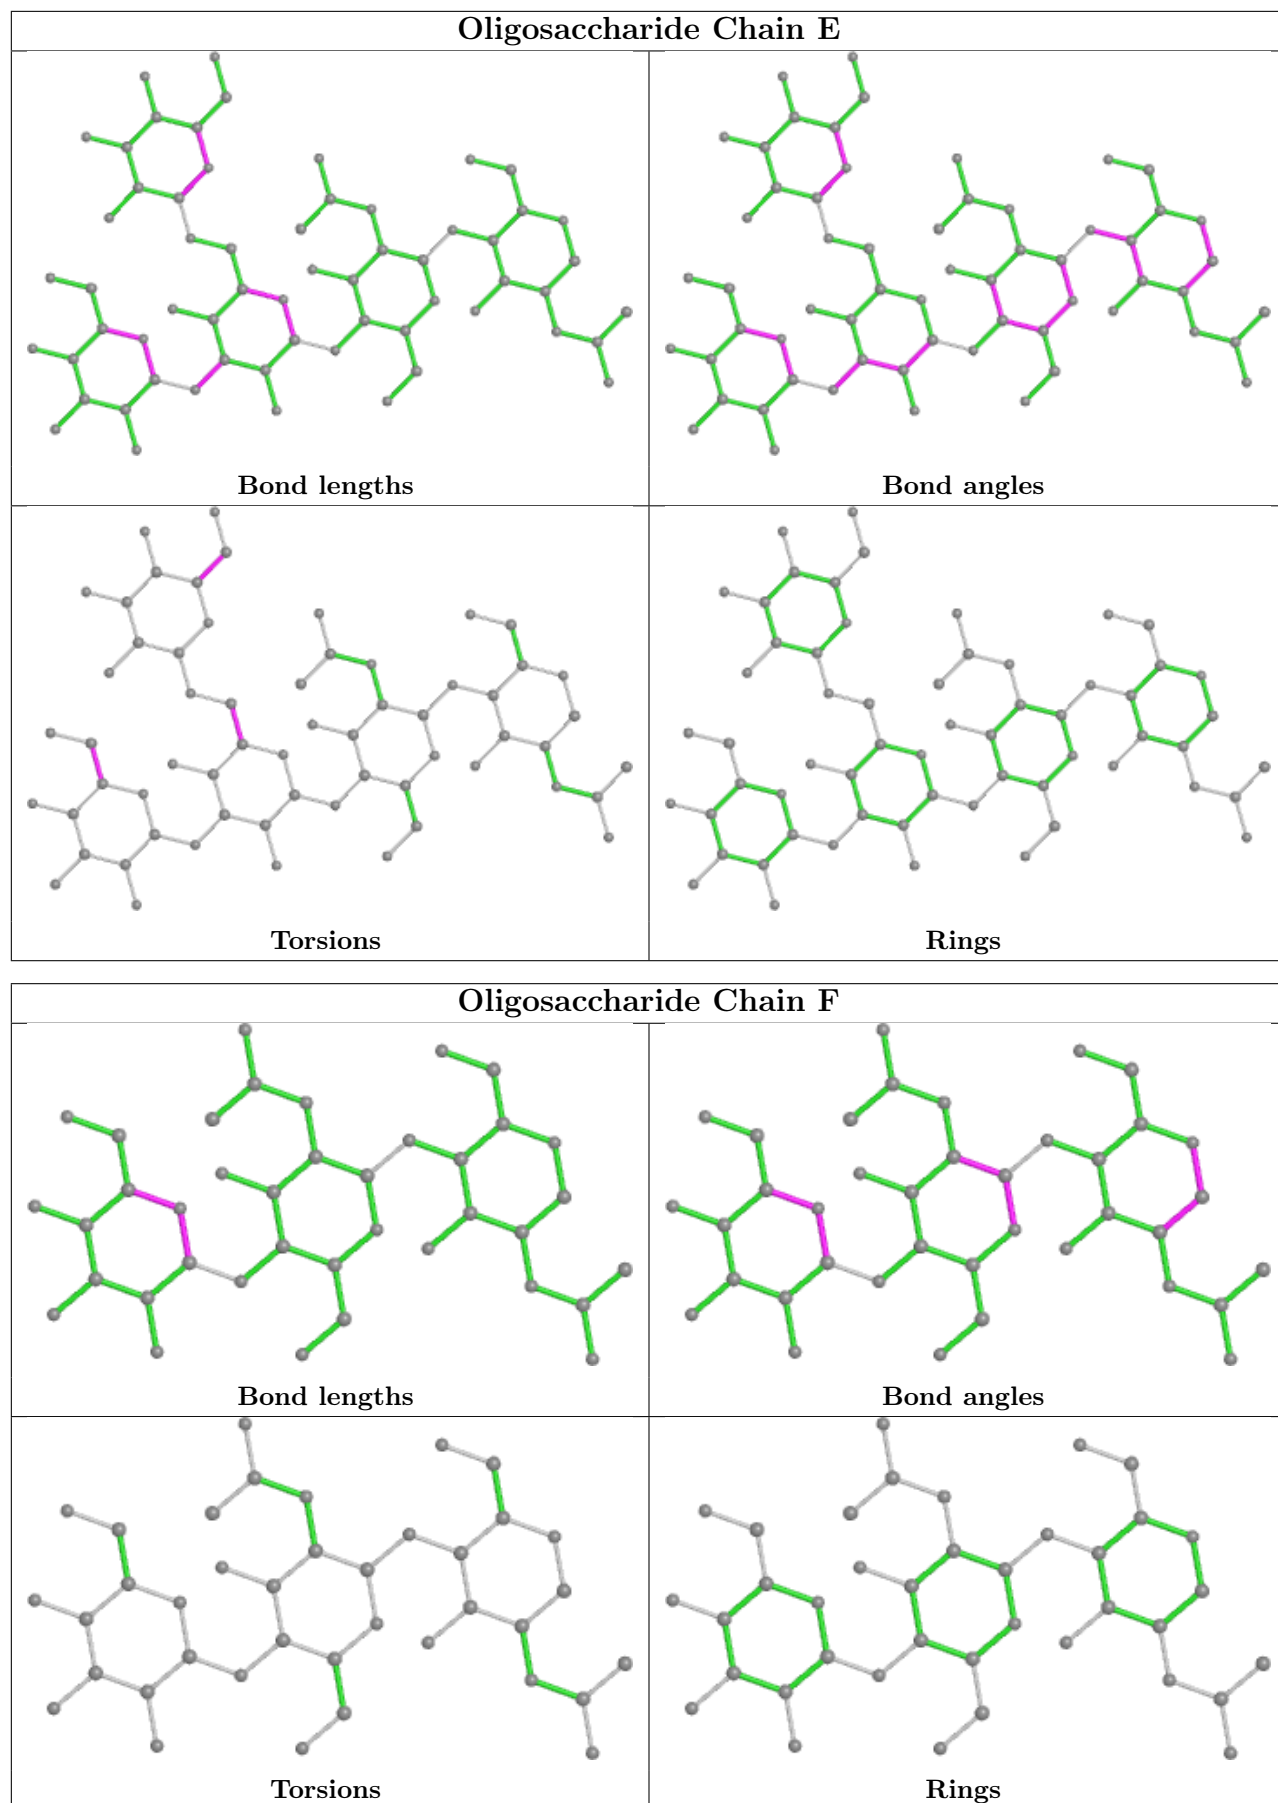 Oligosaccharide Chain E
Bond lengths
Bond angles
Torsions
Rings
Oligosaccharide Chain F
Bond lengths
Bond angles
Torsions
Rings